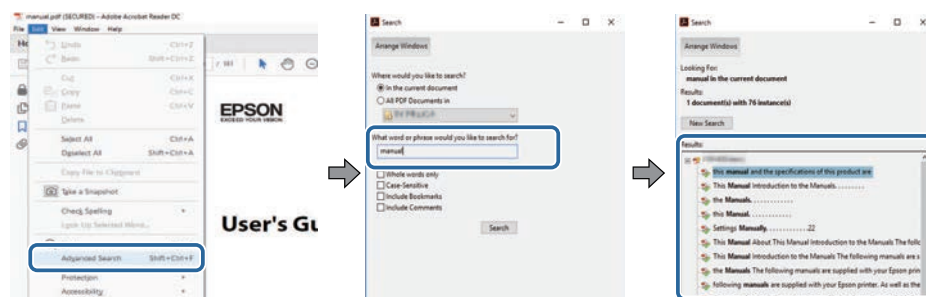 manual.pdf (SECURED) - Adobe Acrobat Reader DC
File Edit View Window Help
Undo Ctrl+Z
Redo Shift+Ctrl+Z
Cut Ctrl+X
Copy Ctrl+C
Paste Ctrl+V
Delete
Select All Ctrl+A
Deselect All Shift+Ctrl+A
Copy File to Clipboard
Take a Snapshot
Check Spelling
Advanced Search Shift+Ctrl+F
Protection
Accessibility
EPSON
EXCEED YOUR VISION
User's Gu
Search
Arrange Windows
Where would you like to search?
In the current document
All PDF Documents in
What word or phrase would you like to search for?
manual
Whole words only
Case-Sensitive
Include Bookmarks
Include Comments
Search
Search
Arrange Windows
Looking For:
manual in the current document
Results:
1 document(s) with 76 instance(s)
New Search
Results:
this manual and the specifications of this product are
This Manual Introduction to the Manuals. . . . . . . . .
the Manuals. . . . . . . . . . . .
this Manual. . . . . . . . . . . .
Settings Manually. . . . . . . . . . . .22
This Manual About This Manual Introduction to the Manuals The follo
This Manual Introduction to the Manuals The following manuals are s
the Manuals The following manuals are supplied with your Epson prin
following manuals are supplied with your Epson printer. As well as the